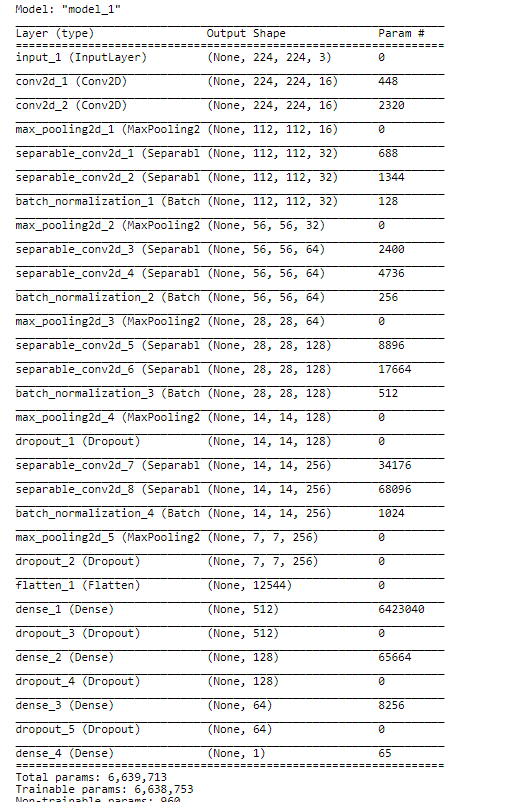 Model: "model_1"
Layer (type) Output Shape Param #
input_1 (InputLayer) (None, 224, 224, 3) 0
conv2d_1 (Conv2D) (None, 224, 224, 16) 448
conv2d_2 (Conv2D) (None, 224, 224, 16) 2320
max_pooling2d_1 (MaxPooling2 (None, 112, 112, 16) 0
separable_conv2d_1 (Separabl (None, 112, 112, 32) 688
separable_conv2d_2 (Separabl (None, 112, 112, 32) 1344
batch_normalization_1 (Batch (None, 112, 112, 32) 128
max_pooling2d_2 (MaxPooling2 (None, 56, 56, 32) 0
separable_conv2d_3 (Separabl (None, 56, 56, 64) 2400
separable_conv2d_4 (Separabl (None, 56, 56, 64) 4736
batch_normalization_2 (Batch (None, 56, 56, 64) 256
max_pooling2d_3 (MaxPooling2 (None, 28, 28, 64) 0
separable_conv2d_5 (Separabl (None, 28, 28, 128) 8896
separable_conv2d_6 (Separabl (None, 28, 28, 128) 17664
batch_normalization_3 (Batch (None, 28, 28, 128) 512
max_pooling2d_4 (MaxPooling2 (None, 14, 14, 128) 0
dropout_1 (Dropout) (None, 14, 14, 128) 0
separable_conv2d_7 (Separabl (None, 14, 14, 256) 34176
separable_conv2d_8 (Separabl (None, 14, 14, 256) 68096
batch_normalization_4 (Batch (None, 14, 14, 256) 1024
max_pooling2d_5 (MaxPooling2 (None, 7, 7, 256) 0
dropout_2 (Dropout) (None, 7, 7, 256) 0
flatten_1 (Flatten) (None, 12544) 0
dense_1 (Dense) (None, 512) 6423040
dropout_3 (Dropout) (None, 512) 0
dense_2 (Dense) (None, 128) 65664
dropout_4 (Dropout) (None, 128) 0
dense_3 (Dense) (None, 64) 8256
dropout_5 (Dropout) (None, 64) 0
dense_4 (Dense) (None, 1) 65
Total params: 6,639,713
Trainable params: 6,638,753
Non-trainable params: 960